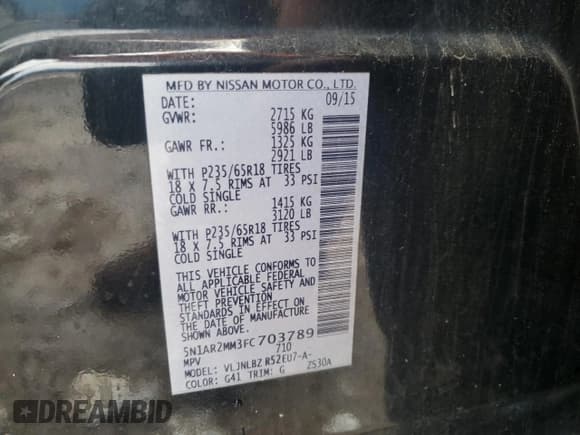 MFD BY NISSAN MOTOR CO., LTD.
DATE: 09/15
GVWR: 2715 KG
5986 LB
GAWR FR.: 1325 KG
2921 LB
WITH P235/65R18 TIRES
18 X 7.5 RIMS AT 33 PSI
COLD SINGLE
GAWR RR.: 1415 KG
3120 LB
WITH P235/65R18 TIRES
18 X 7.5 RIMS AT 33 PSI
COLD SINGLE
THIS VEHICLE CONFORMS TO
ALL APPLICABLE FEDERAL
MOTOR VEHICLE SAFETY AND
THEFT PREVENTION
STANDARDS IN EFFECT ON
THE DATE OF MANUFACTURE
SHOWN ABOVE.
5N1AR2MM3FC703789
MPV 710
MODEL: VLJNLBZ R52EU7-A-
COLOR: G41 TRIM: G ZS30A
DREAMBID